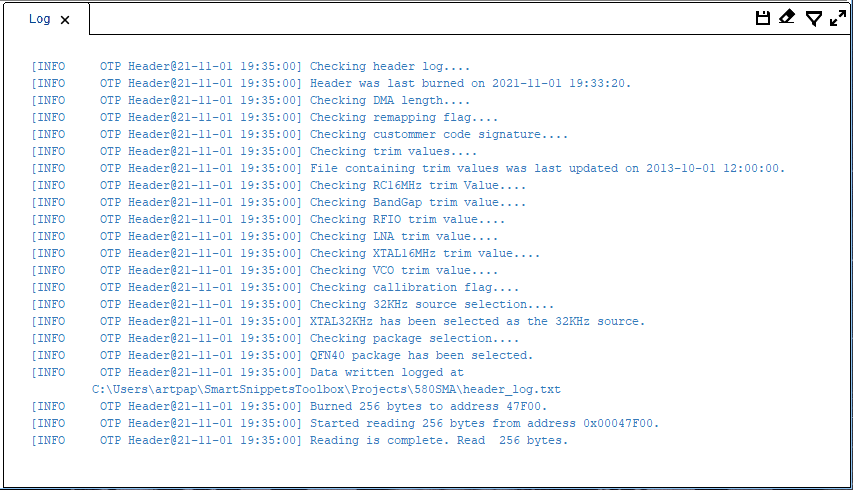 Log
[INFO OTP Header@21-11-01 19:35:00] Checking header log....
[INFO OTP Header@21-11-01 19:35:00] Header was last burned on 2021-11-01 19:33:20.
[INFO OTP Header@21-11-01 19:35:00] Checking DMA length....
[INFO OTP Header@21-11-01 19:35:00] Checking remapping flag....
[INFO OTP Header@21-11-01 19:35:00] Checking custommer code signature....
[INFO OTP Header@21-11-01 19:35:00] Checking trim values....
[INFO OTP Header@21-11-01 19:35:00] File containing trim values was last updated on 2013-10-01 12:00:00.
[INFO OTP Header@21-11-01 19:35:00] Checking RC16MHz trim Value....
[INFO OTP Header@21-11-01 19:35:00] Checking BandGap trim value....
[INFO OTP Header@21-11-01 19:35:00] Checking RFIO trim value....
[INFO OTP Header@21-11-01 19:35:00] Checking LNA trim value....
[INFO OTP Header@21-11-01 19:35:00] Checking XTAL16MHz trim value....
[INFO OTP Header@21-11-01 19:35:00] Checking VCO trim value....
[INFO OTP Header@21-11-01 19:35:00] Checking callibration flag....
[INFO OTP Header@21-11-01 19:35:00] Checking 32KHz source selection....
[INFO OTP Header@21-11-01 19:35:00] XTAL32KHz has been selected as the 32KHz source.
[INFO OTP Header@21-11-01 19:35:00] Checking package selection....
[INFO OTP Header@21-11-01 19:35:00] QFN40 package has been selected.
[INFO OTP Header@21-11-01 19:35:00] Data written logged at
C:\Users\artpap\SmartSnippetsToolbox\Projects\580SMA\header_log.txt
[INFO OTP Header@21-11-01 19:35:00] Burned 256 bytes to address 47F00.
[INFO OTP Header@21-11-01 19:35:00] Started reading 256 bytes from address 0x00047F00.
[INFO OTP Header@21-11-01 19:35:00] Reading is complete. Read  256 bytes.